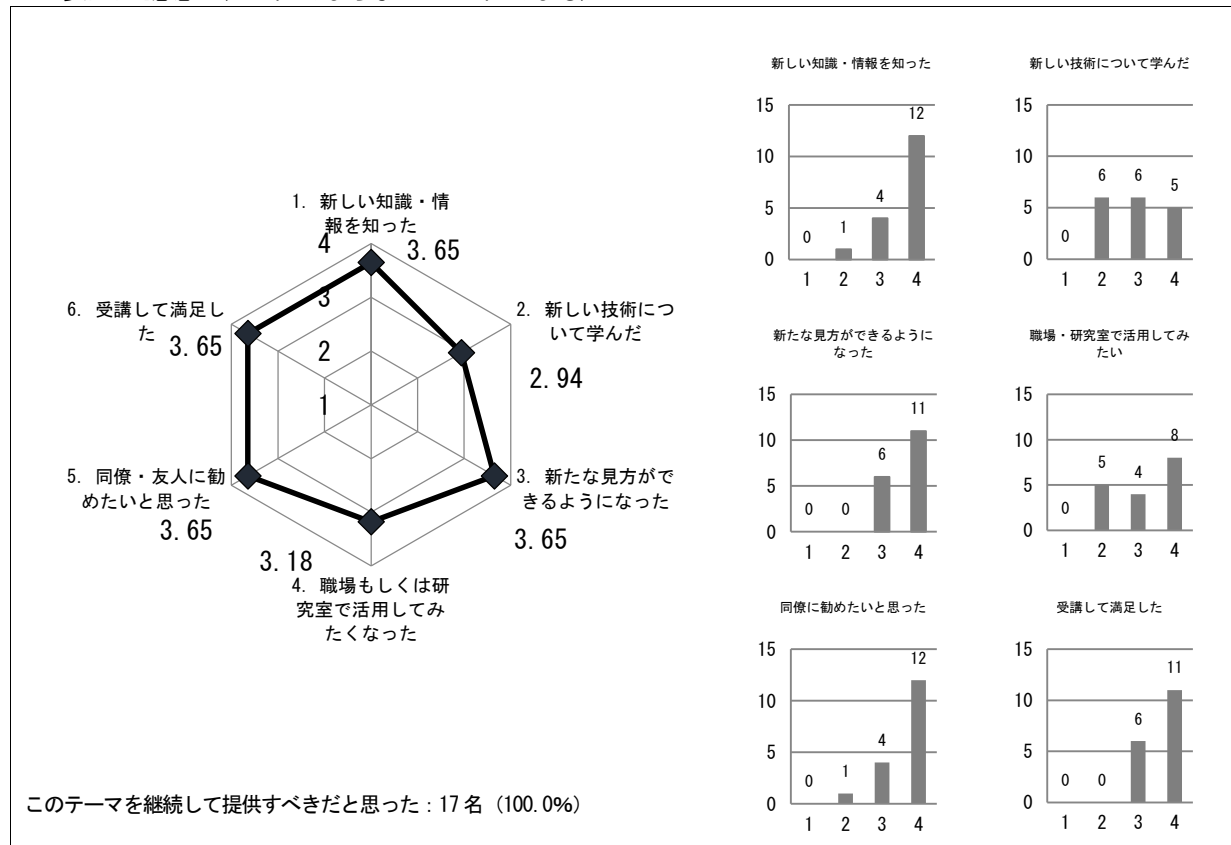 1. 新しい知識・情
報を知った
3.65
4
3
2
1
2. 新しい技術につ
いて学んだ
2.94
3. 新たな見方がで
きるようになった
3.65
4. 職場もしくは研
究室で活用してみ
たくなった
3.18
5. 同僚・友人に勧
めたいと思った
3.65
6. 受講して満足し
た
3.65
このテーマを継続して提供すべきだと思った：17名（100.0%）
新しい知識・情報を知った
15
10
5
0
0
1
4
12
1 2 3 4
新しい技術について学んだ
15
10
5
0
0
6
6
5
1 2 3 4
新たな見方ができるように
なった
15
10
5
0
0
0
6
11
1 2 3 4
職場・研究室で活用してみ
たい
15
10
5
0
0
5
4
8
1 2 3 4
同僚に勧めたいと思った
15
10
5
0
0
1
4
12
1 2 3 4
受講して満足した
15
10
5
0
0
0
6
11
1 2 3 4